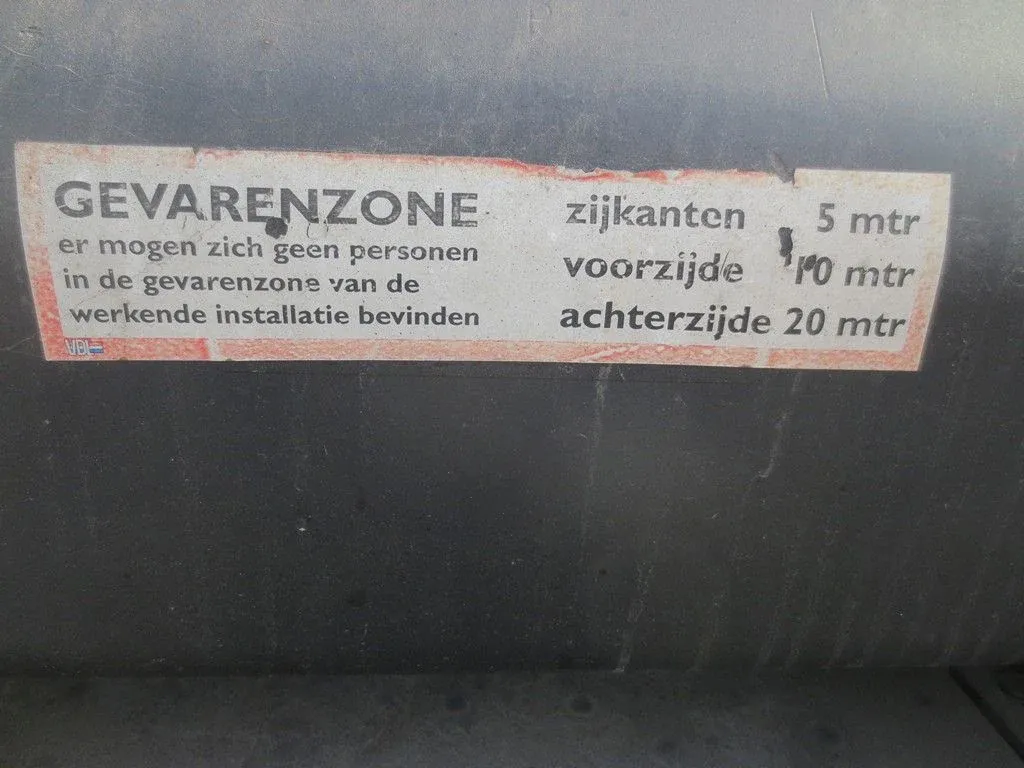 GEVARENZONE
er mogen zich geen personen
in de gevarenzone van de
werkende installatie bevinden
zijkanten 5 mtr
voorzijde 10 mtr
achterzijde 20 mtr